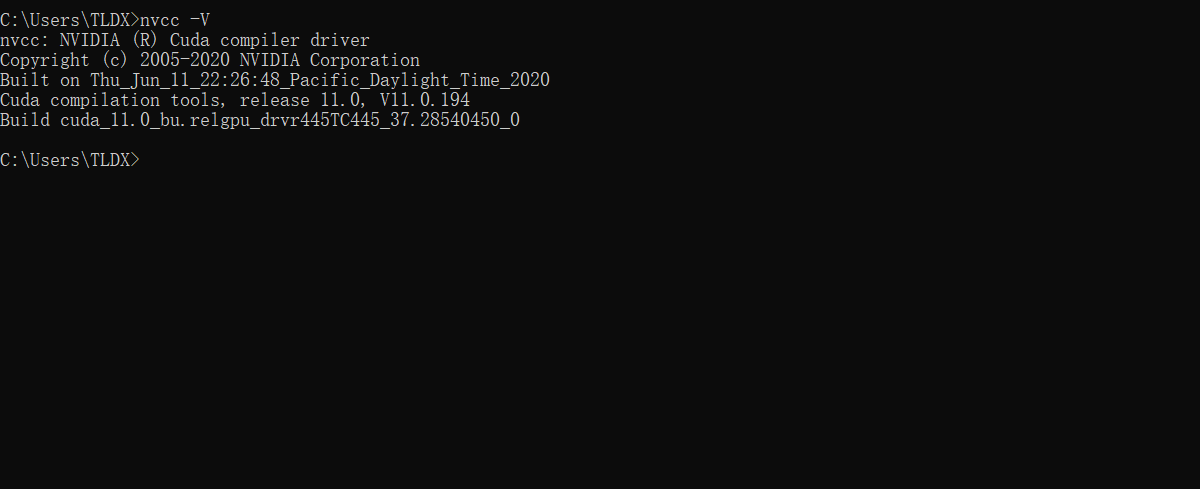 C:\Users\TLDX>nvcc -V
nvcc: NVIDIA (R) Cuda compiler driver
Copyright (c) 2005-2020 NVIDIA Corporation
Built on Thu_Jun_11_22:26:48_Pacific_Daylight_Time_2020
Cuda compilation tools, release 11.0, V11.0.194
Build cuda_11.0_bu.relgpu_drvr445TC445_37.28540450_0
C:\Users\TLDX>